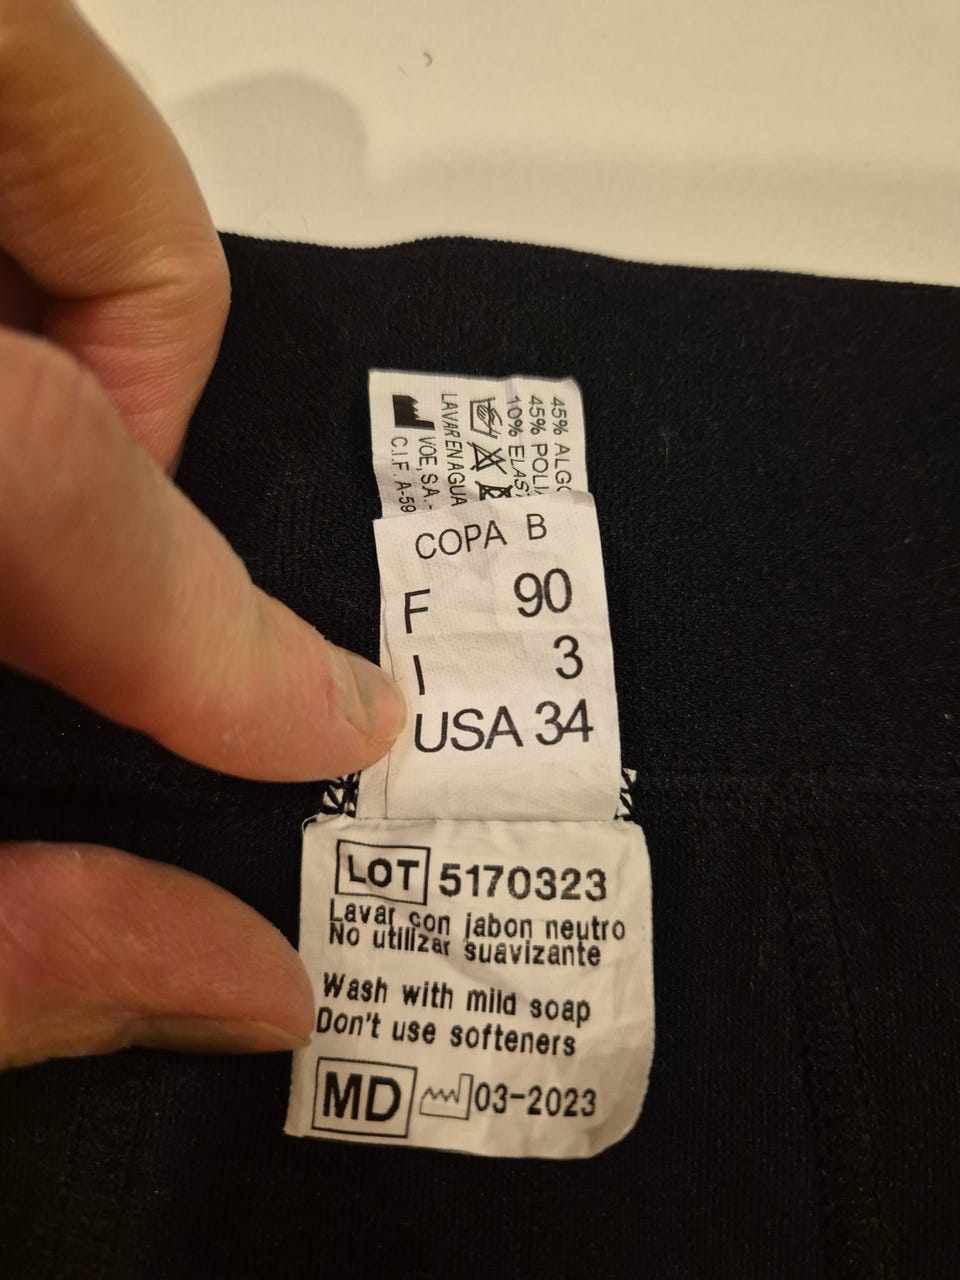 45% ALGO
45% POLI
10% ELAS
LAVAR EN AGUA
VOE, S.A.-
C.I.F. A-59
COPA B
F 90
I 3
USA 34
LOT 5170323
Lavar con jabon neutro
No utilizar suavizante
Wash with mild soap
Don't use softeners
MD 03-2023